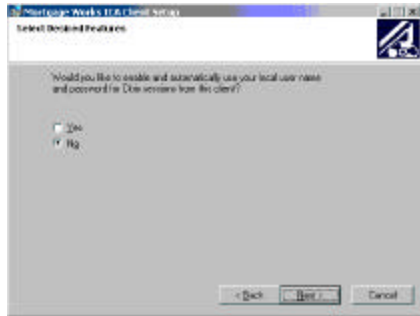 Mortgage Works ICA Client Setup
Select Desired Features
Would you like to enable and automatically use your local user name
and password for Citrix sessions from this client?
Yes
No
< Back
Next >
Cancel